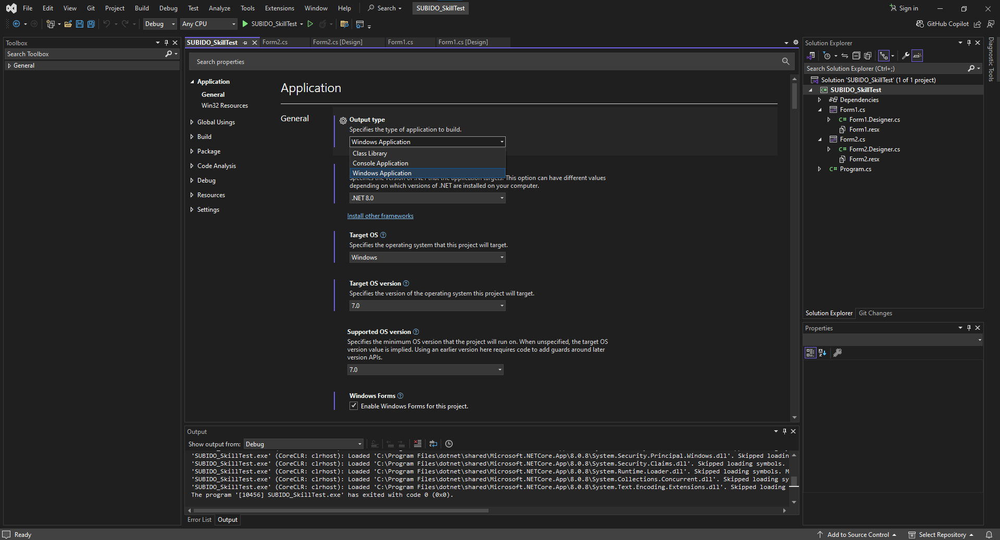 File Edit View Git Project Build Debug Test Analyze Tools Extensions Window Help Search SUBIDO_SkillTest Sign in
Debug Any CPU SUBIDO_SkillTest GitHub Copilot
Toolbox
Search Toolbox
General
SUBIDO_SkillTest Form2.cs Form2.cs [Design] Form1.cs Form1.cs [Design]
Search properties
Application
General
Win32 Resources
Global Usings
Build
Package
Code Analysis
Debug
Resources
Settings
Application
General
Output type
Specifies the type of application to build.
Windows Application
Class Library
Console Application
Windows Application
Specifies the version of .NET that the application targets. This option can have different values
depending on which versions of .NET are installed on your computer.
.NET 8.0
Install other frameworks
Target OS
Specifies the operating system that this project will target.
Windows
Target OS version
Specifies the version of the operating system this project will target.
7.0
Supported OS version
Specifies the minimum OS version that the project will run on. When unspecified, the target OS
version value is implied. Using an earlier version here requires code to add guards around later
version APIs.
7.0
Windows Forms
Enable Windows Forms for this project.
Output
Show output from: Debug
'SUBIDO_SkillTest.exe' (CoreCLR: clrhost): Loaded 'C:\Program Files\dotnet\shared\Microsoft.NETCore.App\8.0.8\System.Security.Principal.Windows.dll'. Skipped loadin
'SUBIDO_SkillTest.exe' (CoreCLR: clrhost): Loaded 'C:\Program Files\dotnet\shared\Microsoft.NETCore.App\8.0.8\System.Security.Claims.dll'. Skipped loading symbols.
'SUBIDO_SkillTest.exe' (CoreCLR: clrhost): Loaded 'C:\Program Files\dotnet\shared\Microsoft.NETCore.App\8.0.8\System.Runtime.Loader.dll'. Skipped loading symbols. M
'SUBIDO_SkillTest.exe' (CoreCLR: clrhost): Loaded 'C:\Program Files\dotnet\shared\Microsoft.NETCore.App\8.0.8\System.Collections.Concurrent.dll'. Skipped loading sy
'SUBIDO_SkillTest.exe' (CoreCLR: clrhost): Loaded 'C:\Program Files\dotnet\shared\Microsoft.NETCore.App\8.0.8\System.Text.Encoding.Extensions.dll'. Skipped loading
The program '[10456] SUBIDO_SkillTest.exe' has exited with code 0 (0x0).
Error List Output
Solution Explorer
Search Solution Explorer (Ctrl+;)
Solution 'SUBIDO_SkillTest' (1 of 1 project)
SUBIDO_SkillTest
Dependencies
Form1.cs
C# Form1.Designer.cs
Form1.resx
Form2.cs
C# Form2.Designer.cs
Form2.resx
C# Program.cs
Solution Explorer Git Changes
Properties
Diagnostic Tools
Ready Add to Source Control Select Repository